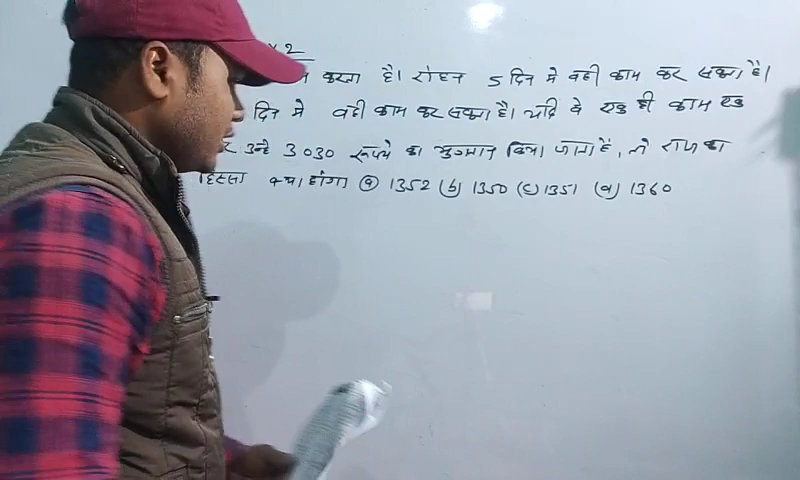 2
करता है। रोहन 5 दिन मे वही काम कर सकता है।
दिन मे वही काम कर सकता है। यदि वे एक ही काम एक
उन्हे 3030 रूपये का भुगतान किया जाता है, तो राम का
हिस्सा क्या होगा (a) 1352 (b) 1350 (c) 1351 (d) 1360